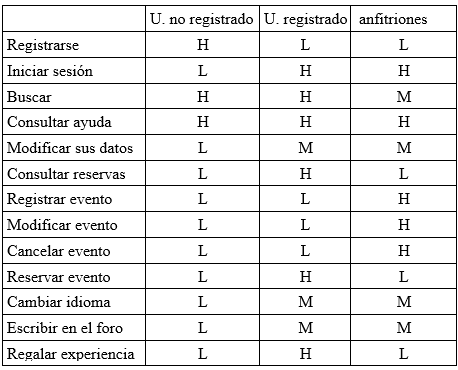 U. no registrado U. registrado anfitriones
Registrarse H L L
Iniciar sesión L H H
Buscar H H M
Consultar ayuda H H H
Modificar sus datos L M M
Consultar reservas L H L
Registrar evento L L H
Modificar evento L L H
Cancelar evento L L H
Reservar evento L H L
Cambiar idioma L M M
Escribir en el foro L M M
Regalar experiencia L H L